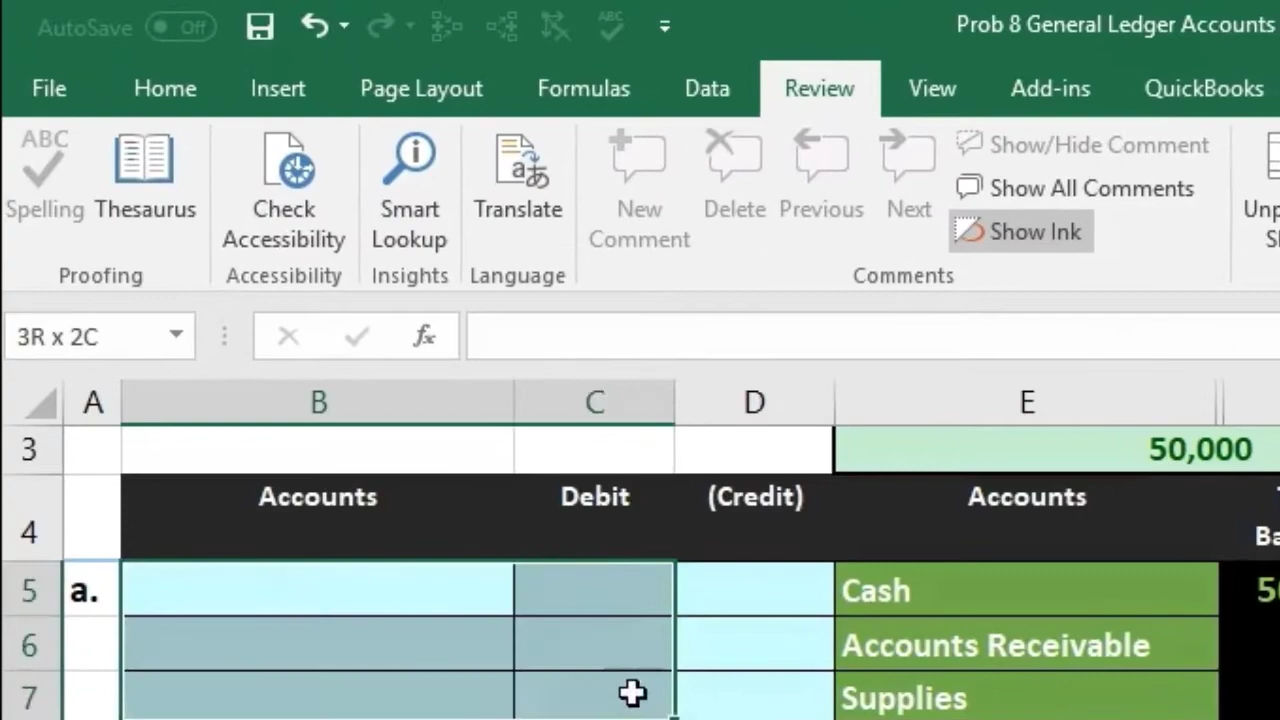 AutoSave Off ABC Prob 8 General Ledger Accounts
File Home Insert Page Layout Formulas Data Review View Add-ins QuickBooks
ABC
Spelling Thesaurus Check Accessibility Smart Lookup Translate New Comment Delete Previous Next
Show/Hide Comment
Show All Comments
Show Ink
Proofing Accessibility Insights Language Comments
3R x 2C fx
A B C D E
3 50,000
4 Accounts Debit (Credit) Accounts
5 a. Cash
6 Accounts Receivable
7 Supplies